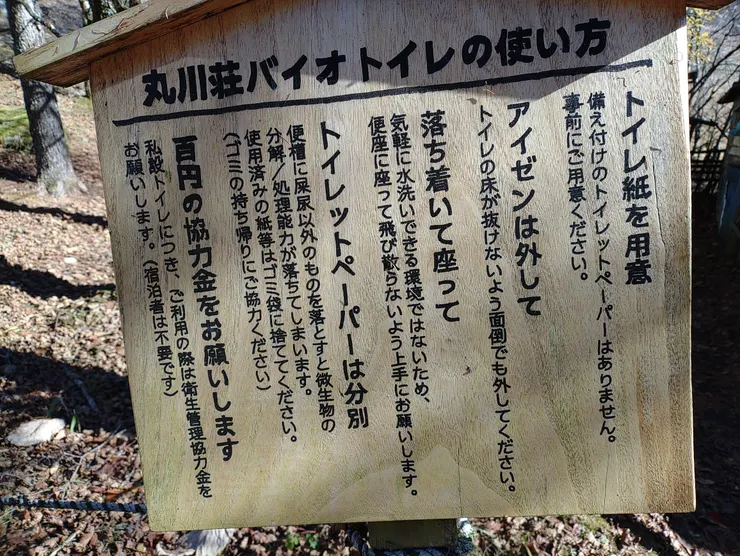 丸川荘バイオトイレの使い方
トイレ紙を用意
備え付けのトイレットペーパーはありません。
事前にご用意ください。
アイゼンは外して
トイレの床が抜けないよう面倒でも外してください。
落ち着いて座って
気軽に水洗いできる環境ではないため、
便座に座って飛び散らないよう上手にお願いします。
トイレットペーパーは分別
便槽に屎尿以外のものを落とすと微生物の
分解／処理能力が落ちてしまいます。
使用済みの紙等はゴミ袋に捨ててください。
（ゴミの持ち帰りにご協力ください）
百円の協力金をお願いします
私設トイレにつき、ご利用の際は衛生管理協力金を
お願いします。（宿泊者は不要です）